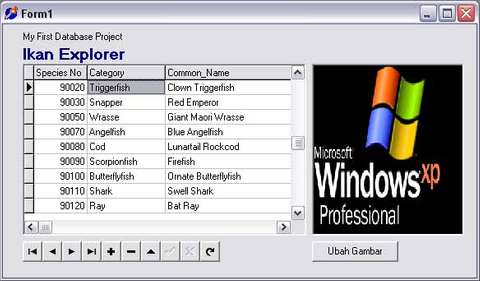 Form1
My First Database Project
Ikan Explorer
Species No Category Common_Name
90020 Triggerfish Clown Triggerfish
90030 Snapper Red Emperor
90050 Wrasse Giant Maori Wrasse
90070 Angelfish Blue Angelfish
90080 Cod Lunartail Rockcod
90090 Scorpionfish Firefish
90100 Butterflyfish Ornate Butterflyfish
90110 Shark Swell Shark
90120 Ray Bat Ray
Microsoft
Windows xp
Professional
Ubah Gambar